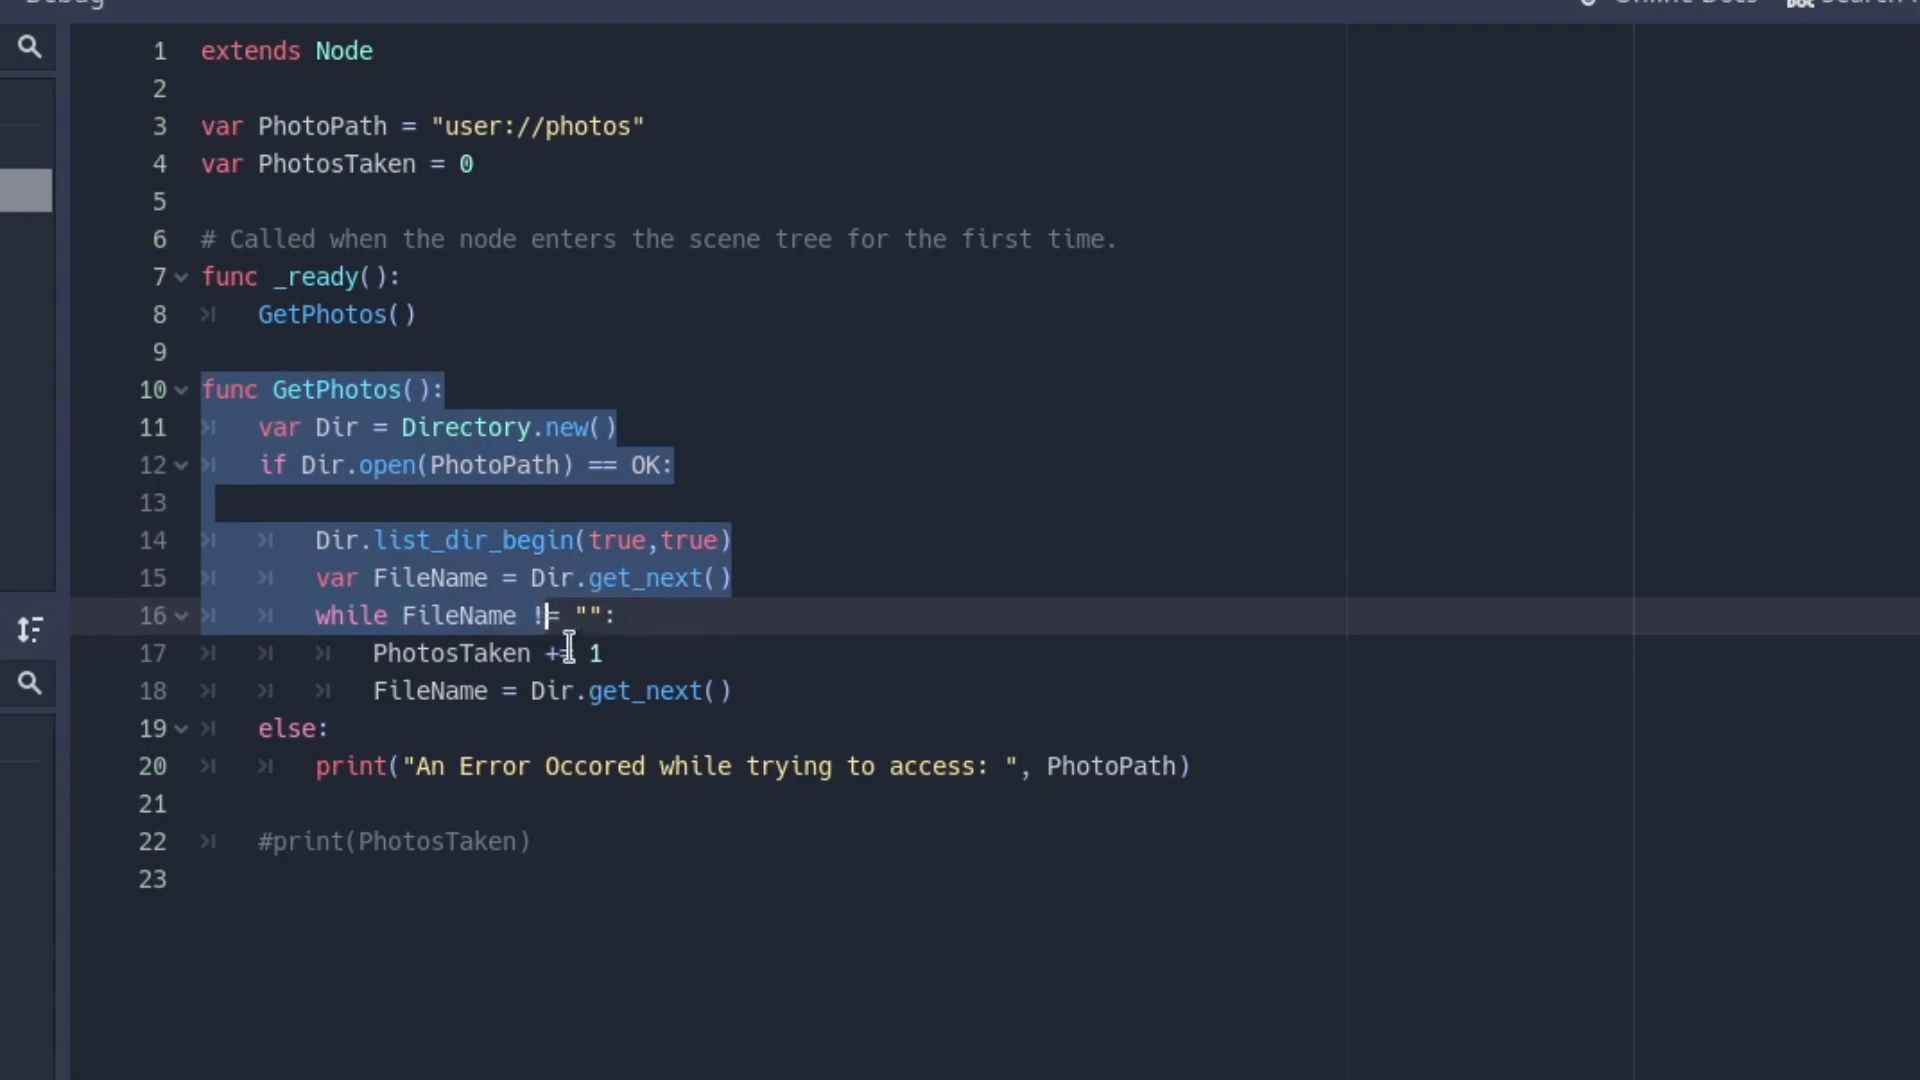 Debug
Online Docs
Search
1 extends Node
2
3 var PhotoPath = "user://photos"
4 var PhotosTaken = 0
5
6 # Called when the node enters the scene tree for the first time.
7 func _ready():
8 GetPhotos()
9
10 func GetPhotos():
11 var Dir = Directory.new()
12 if Dir.open(PhotoPath) == OK:
13
14 Dir.list_dir_begin(true,true)
15 var FileName = Dir.get_next()
16 while FileName != "":
17 PhotosTaken += 1
18 FileName = Dir.get_next()
19 else:
20 print("An Error Occored while trying to access: ", PhotoPath)
21
22 #print(PhotosTaken)
23